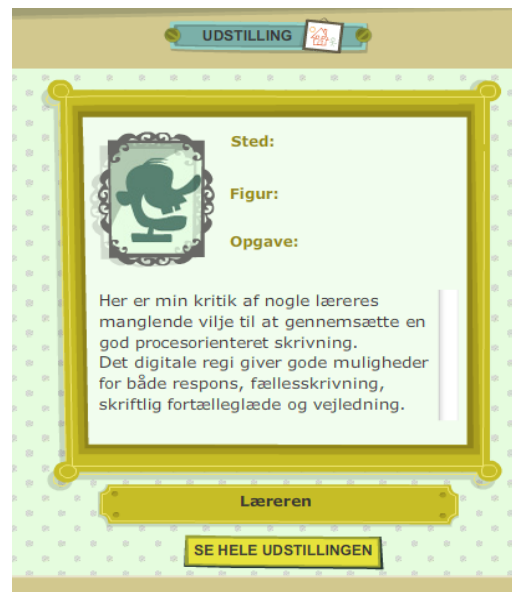 UDSTILLING
Sted:
Figur:
Opgave:
Her er min kritik af nogle læreres
manglende vilje til at gennemsætte en
god procesorienteret skrivning.
Det digitale regi giver gode muligheder
for både respons, fællesskrivning,
skriftlig fortælleglæde og vejledning.
Læreren
SE HELE UDSTILLINGEN